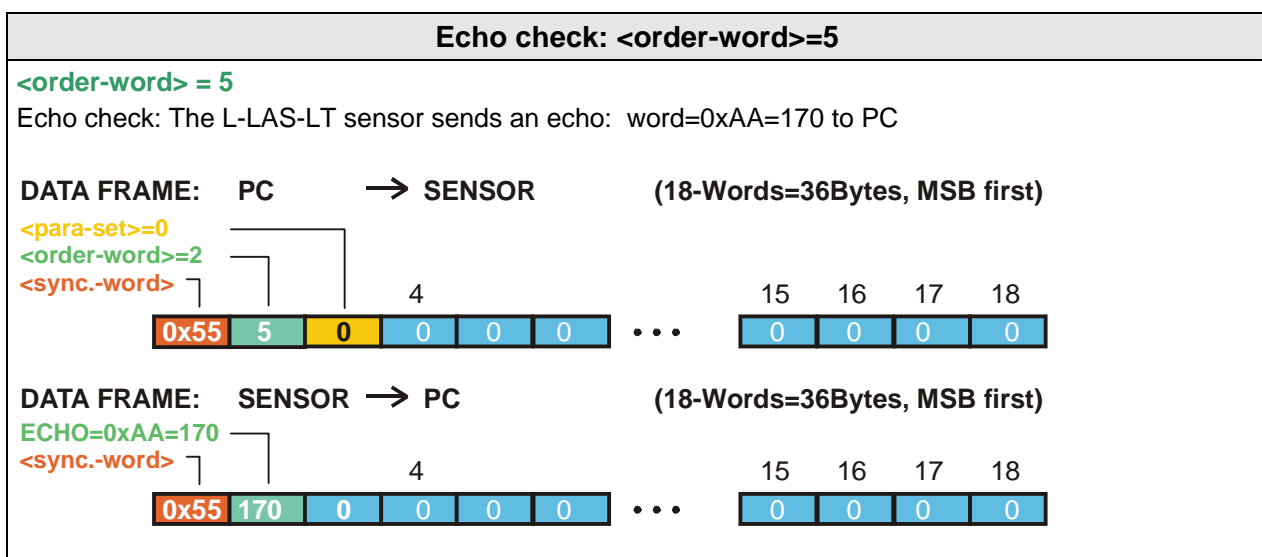 Echo check: <order-word>=5
<order-word> = 5
Echo check: The L-LAS-LT sensor sends an echo: word=0xAA=170 to PC
DATA FRAME: PC → SENSOR (18-Words=36Bytes, MSB first)
<para-set>=0
<order-word>=2
<sync.-word>
4 15 16 17 18
0x55 5 0 0 0 0 • • • 0 0 0 0
DATA FRAME: SENSOR → PC (18-Words=36Bytes, MSB first)
ECHO=0xAA=170
<sync.-word>
4 15 16 17 18
0x55 170 0 0 0 0 • • • 0 0 0 0